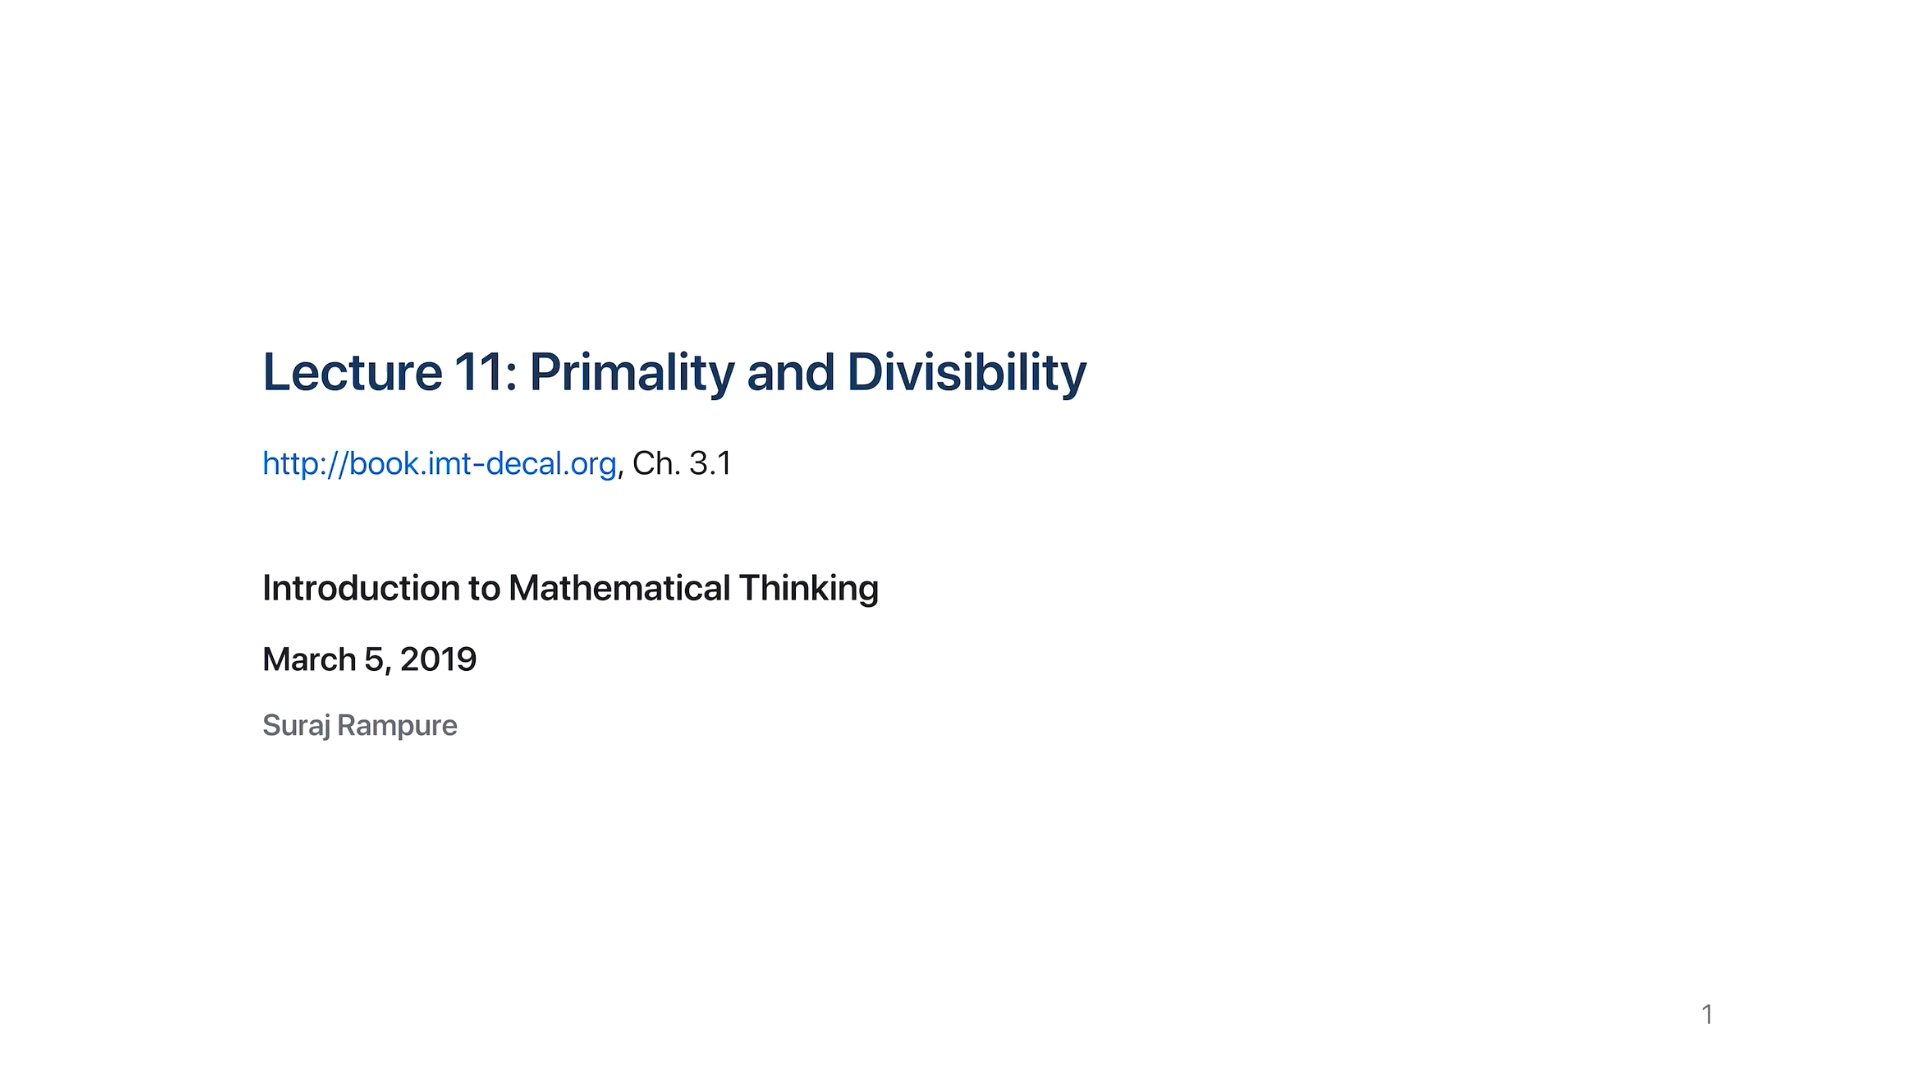 Lecture 11: Primality and Divisibility
http://book.imt-decal.org, Ch. 3.1
Introduction to Mathematical Thinking
March 5, 2019
Suraj Rampure
1